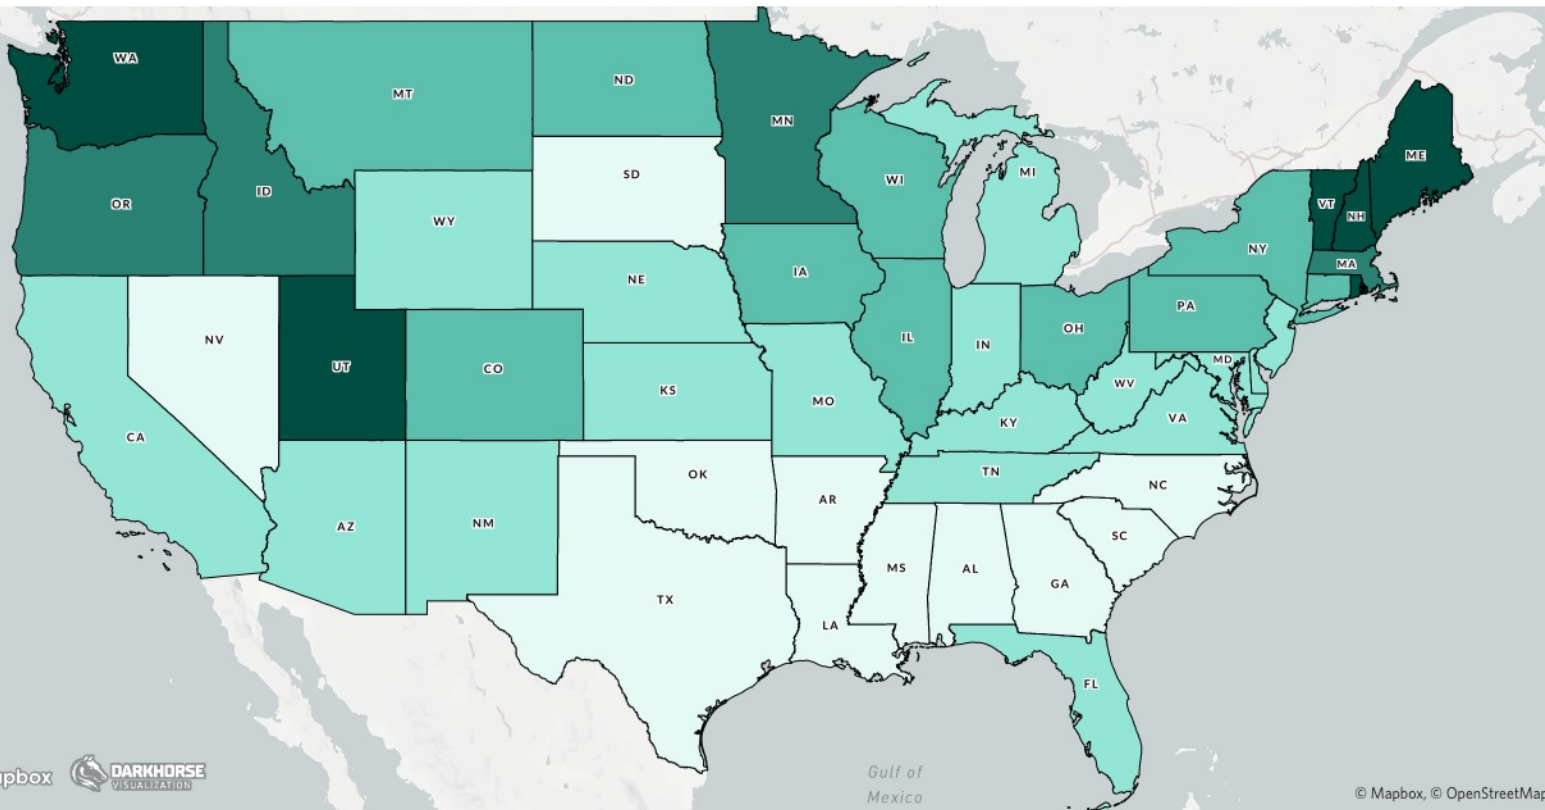 WA
MT
ND
MN
OR
ID
WY
SD
WI
MI
ME
VT
NH
MA
NY
NV
UT
CO
NE
IA
IL
IN
OH
PA
MD
WV
VA
KY
KS
MO
CA
AZ
NM
OK
AR
TN
NC
SC
TX
LA
MS
AL
GA
FL
Gulf of
Mexico
DARKHORSE
VISUALIZATION
© Mapbox, © OpenStreetMap